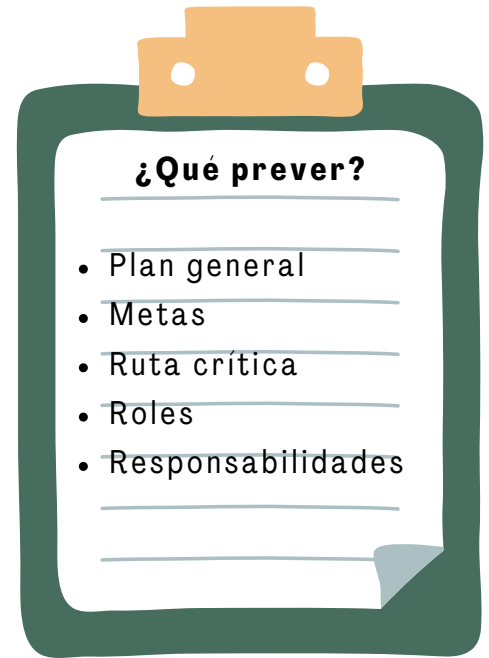 ¿Qué prever?
• Plan general
• Metas
• Ruta crítica
• Roles
• Responsabilidades